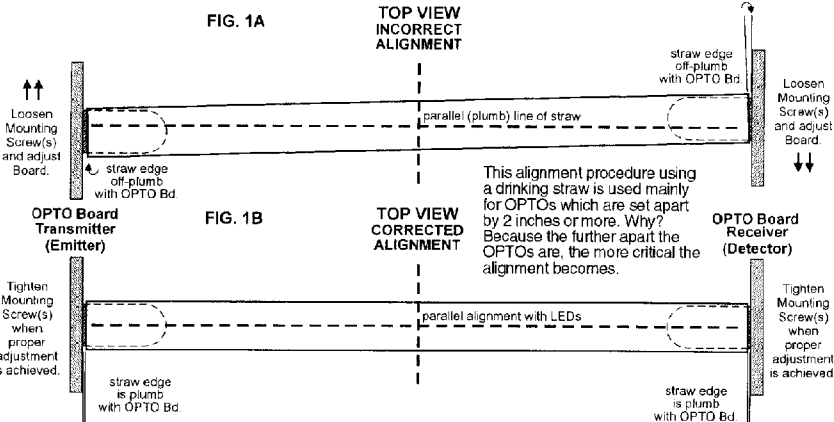 FIG. 1A
TOP VIEW
INCORRECT
ALIGNMENT
straw edge
off-plumb
with OPTO Bd.
Loosen
Mounting
Screw(s)
and adjust
Board.
parallel (plumb) line of straw
Loosen
Mounting
Screw(s)
and adjust
Board.
straw edge
off-plumb
with OPTO Bd.
This alignment procedure using
a drinking straw is used mainly
for OPTOs which are set apart
by 2 inches or more. Why?
Because the further apart the
OPTOs are, the more critical the
alignment becomes.
OPTO Board
Transmitter
(Emitter)
FIG. 1B
TOP VIEW
CORRECTED
ALIGNMENT
OPTO Board
Receiver
(Detector)
Tighten
Mounting
Screw(s)
when
proper
adjustment
is achieved.
parallel alignment with LEDs
Tighten
Mounting
Screw(s)
when
proper
adjustment
is achieved
straw edge
is plumb
with OPTO Bd.
straw edge
is plumb
with OPTO Bd.